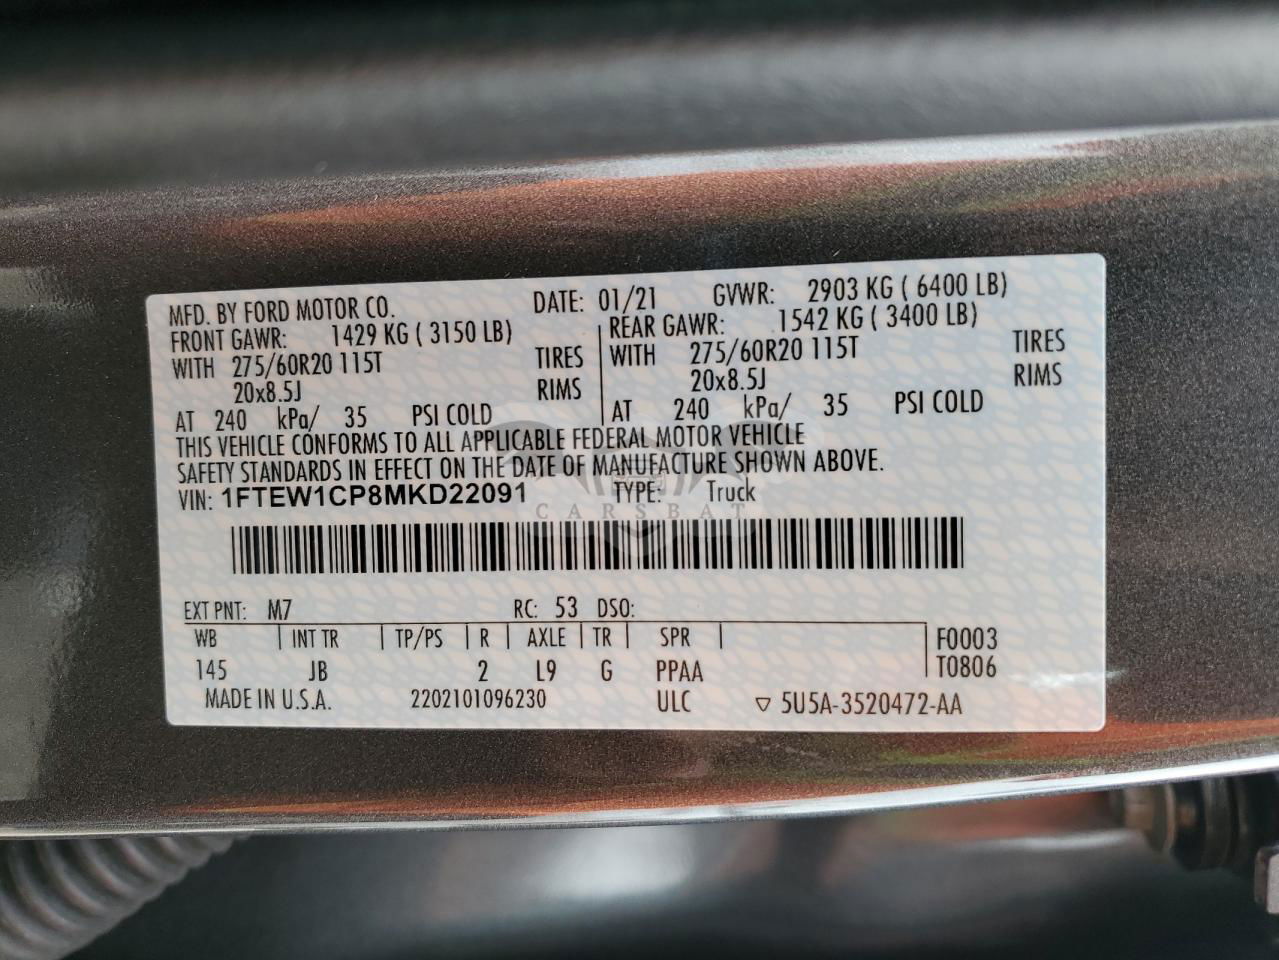 MFD. BY FORD MOTOR CO. DATE: 01/21 GVWR: 2903 KG ( 6400 LB)
FRONT GAWR: 1429 KG ( 3150 LB) REAR GAWR: 1542 KG ( 3400 LB)
WITH 275/60R20 115T TIRES WITH 275/60R20 115T TIRES
20x8.5J RIMS 20x8.5J RIMS
AT 240 kPa/ 35 PSI COLD AT 240 kPa/ 35 PSI COLD
THIS VEHICLE CONFORMS TO ALL APPLICABLE FEDERAL MOTOR VEHICLE
SAFETY STANDARDS IN EFFECT ON THE DATE OF MANUFACTURE SHOWN ABOVE.
VIN: 1FTEW1CP8MKD22091 TYPE: Truck
CARSBAT
EXT PNT: M7 RC: 53 DSO:
WB INT TR TP/PS R AXLE TR SPR F0003
145 JB 2 L9 G PPAA T0806
MADE IN U.S.A. 2202101096230 ULC ▽ 5U5A-3520472-AA